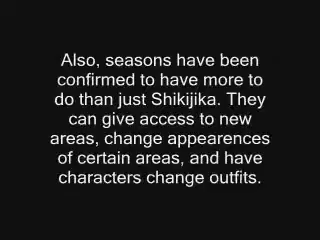 Also, seasons have been
confirmed to have more to
do than just Shikijika. They
can give access to new
areas, change appearences
of certain areas, and have
characters change outfits.